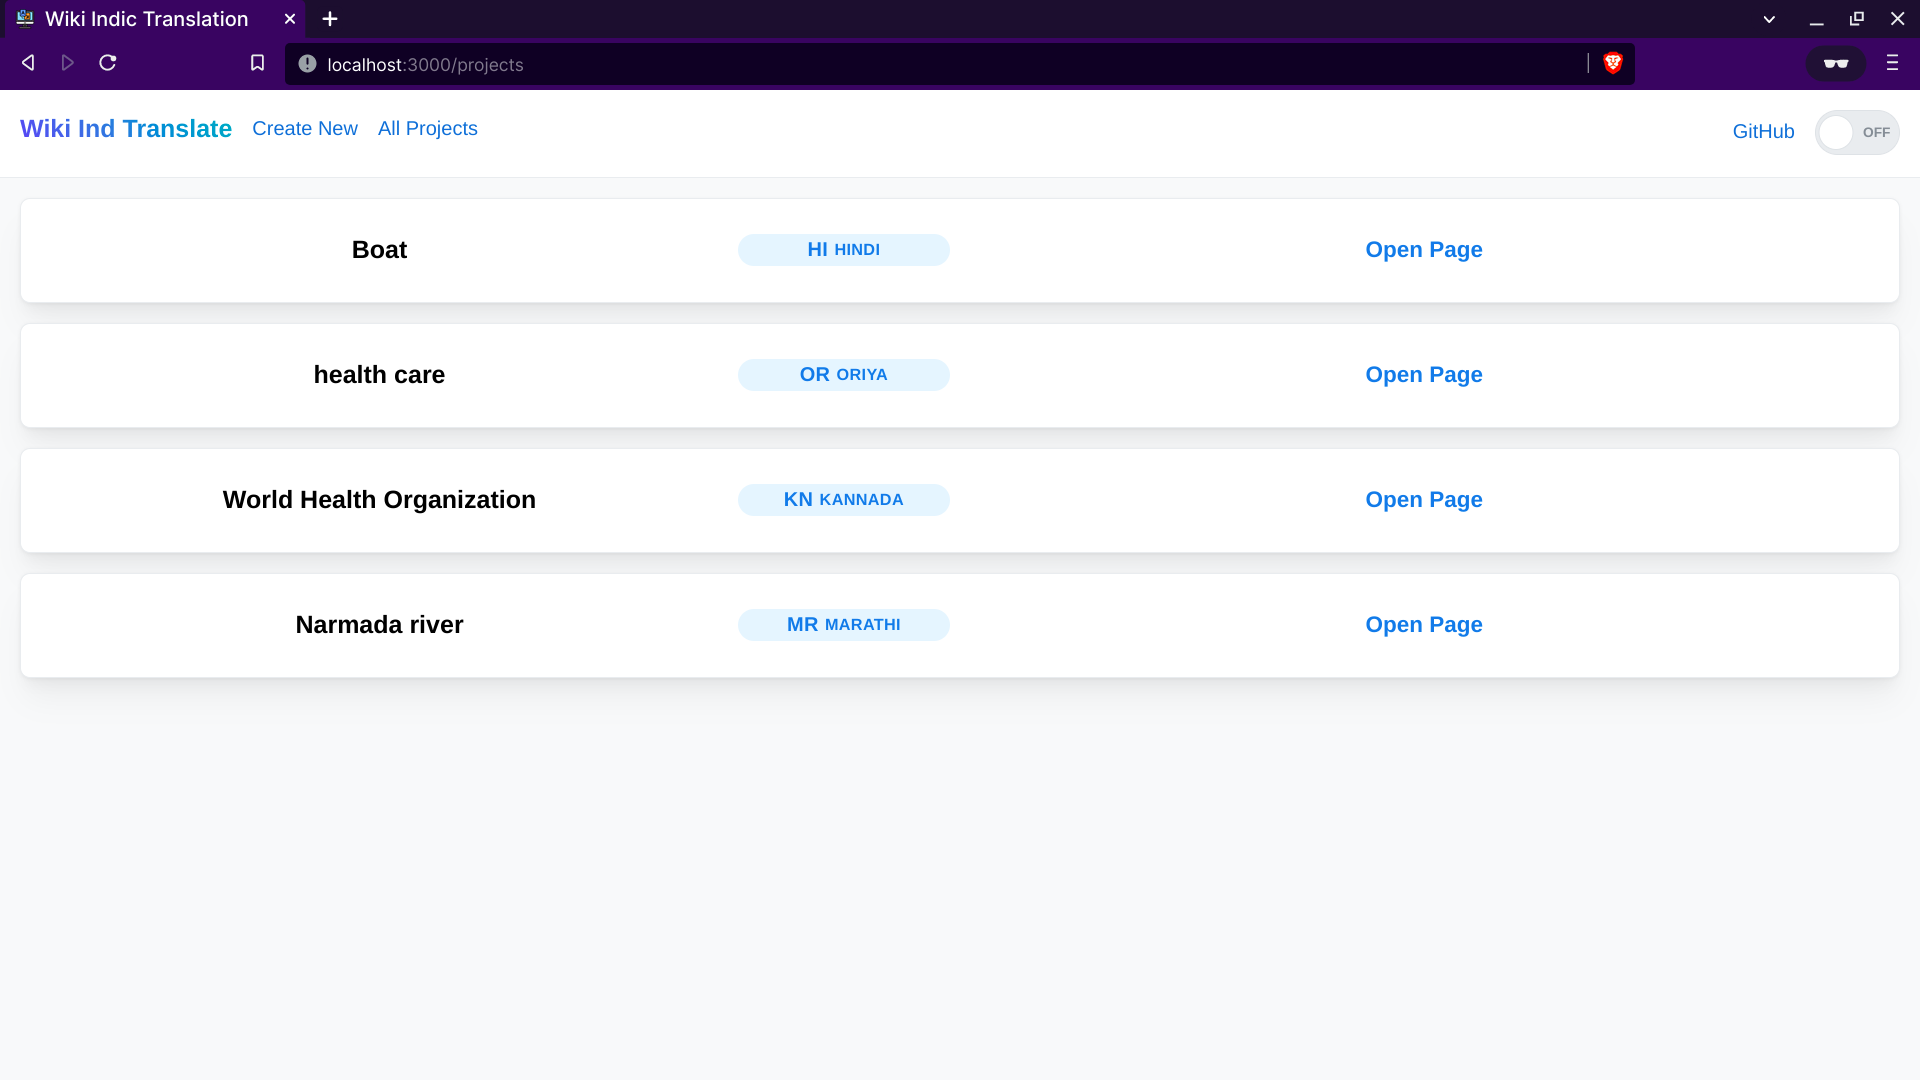 Wiki Indic Translation
localhost:3000/projects
Wiki Ind Translate Create New All Projects GitHub OFF
Boat HI HINDI Open Page
health care OR ORIYA Open Page
World Health Organization KN KANNADA Open Page
Narmada river MR MARATHI Open Page